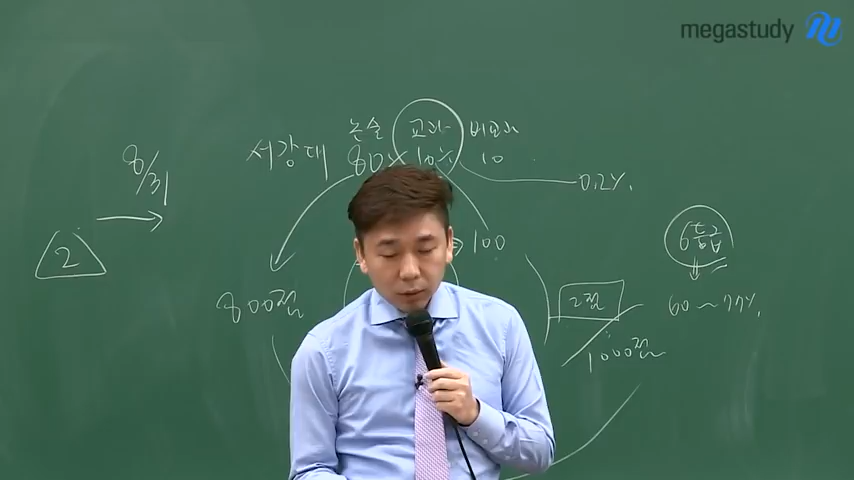 megastudy
논술 교과 비교과
서강대 80% 10% 10
8/31
0.2%
2
100
6등급
800점
2점
60~77%
1000점